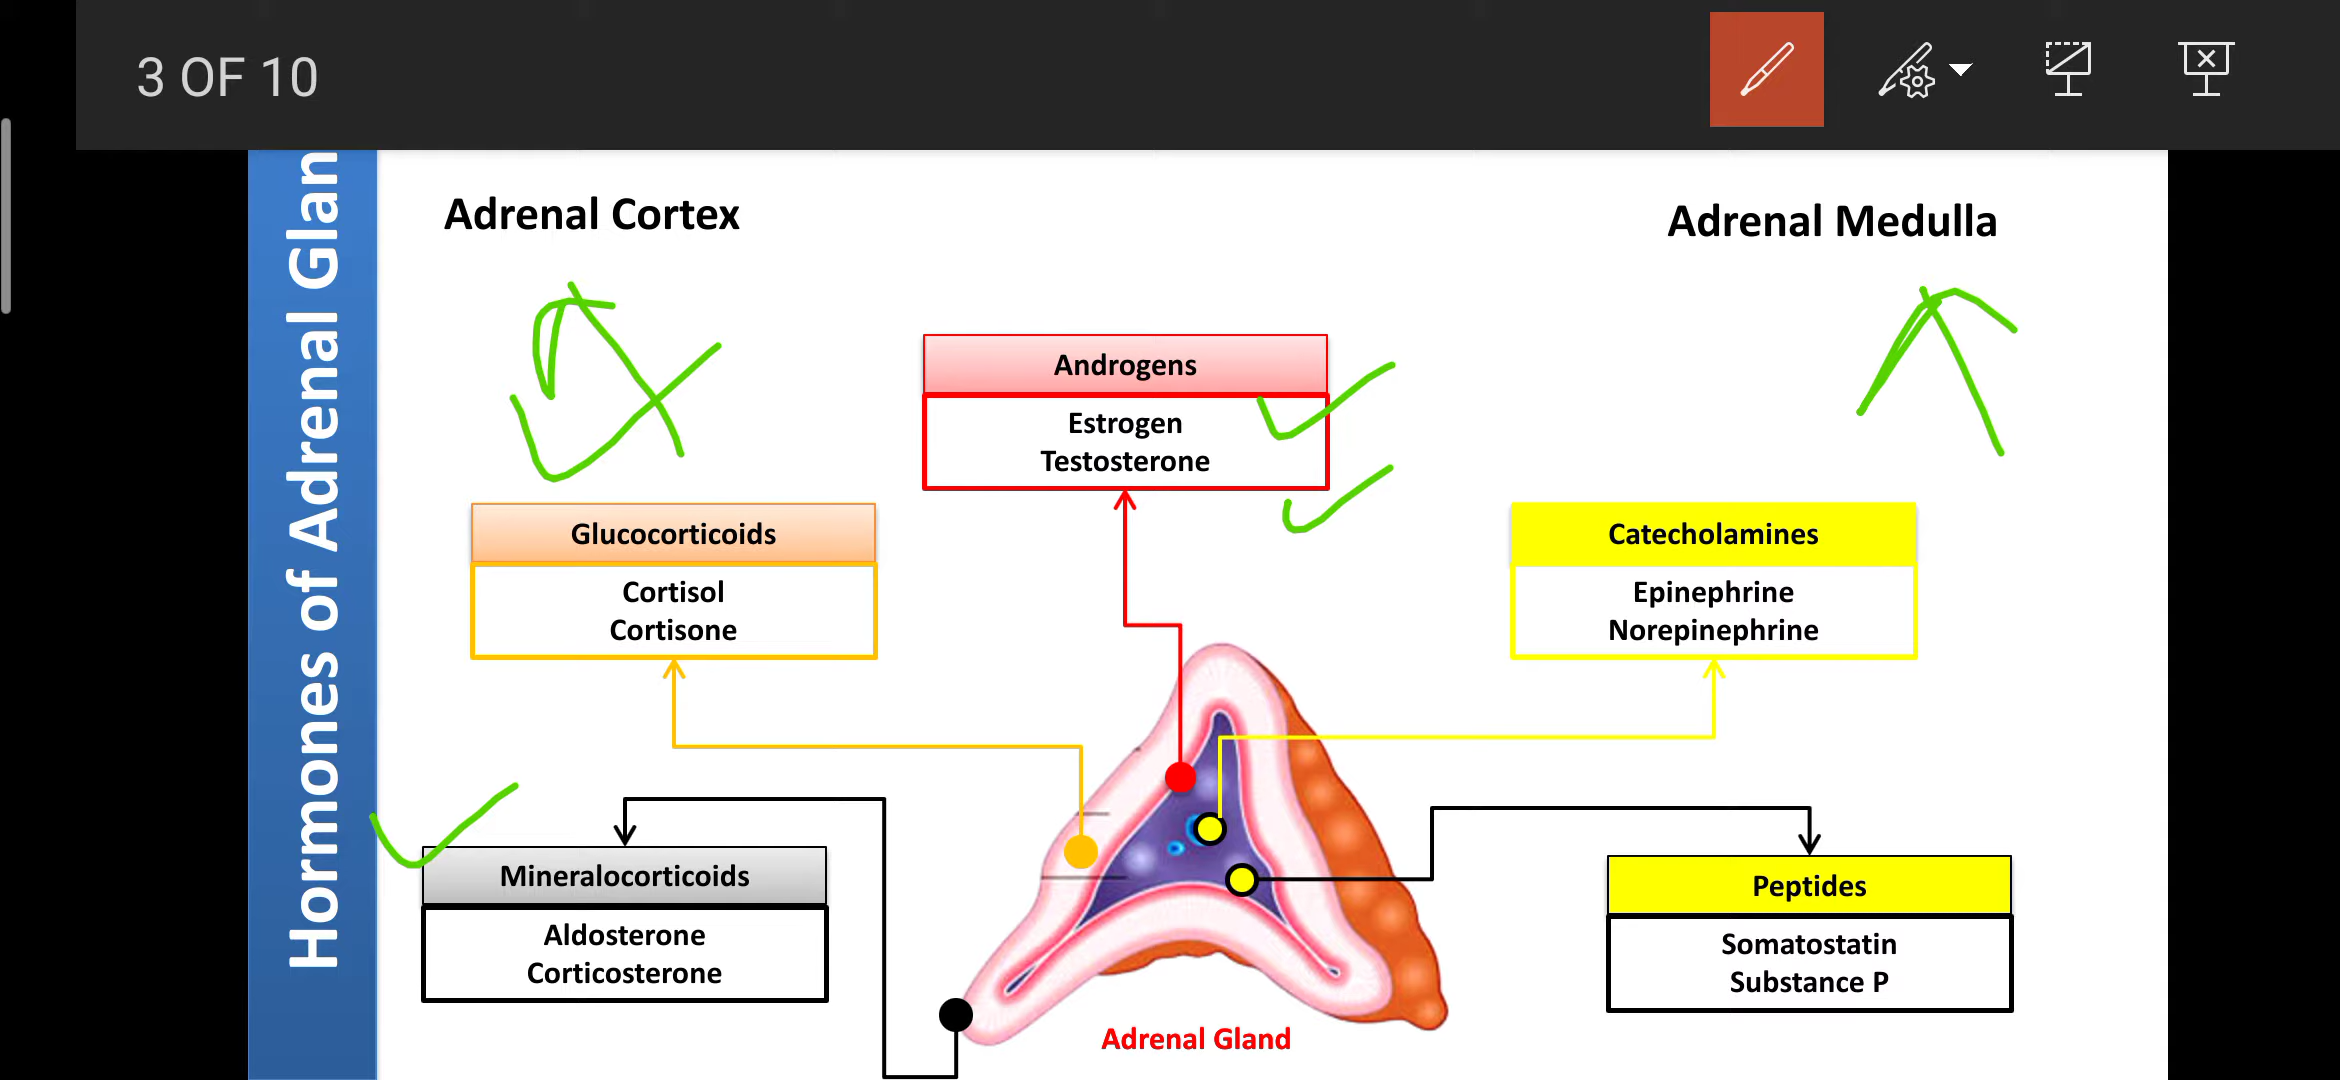 3 OF 10
Hormones of Adrenal Glan
Adrenal Cortex
Adrenal Medulla
Androgens
Estrogen
Testosterone
Glucocorticoids
Cortisol
Cortisone
Catecholamines
Epinephrine
Norepinephrine
Mineralocorticoids
Aldosterone
Corticosterone
Peptides
Somatostatin
Substance P
Adrenal Gland